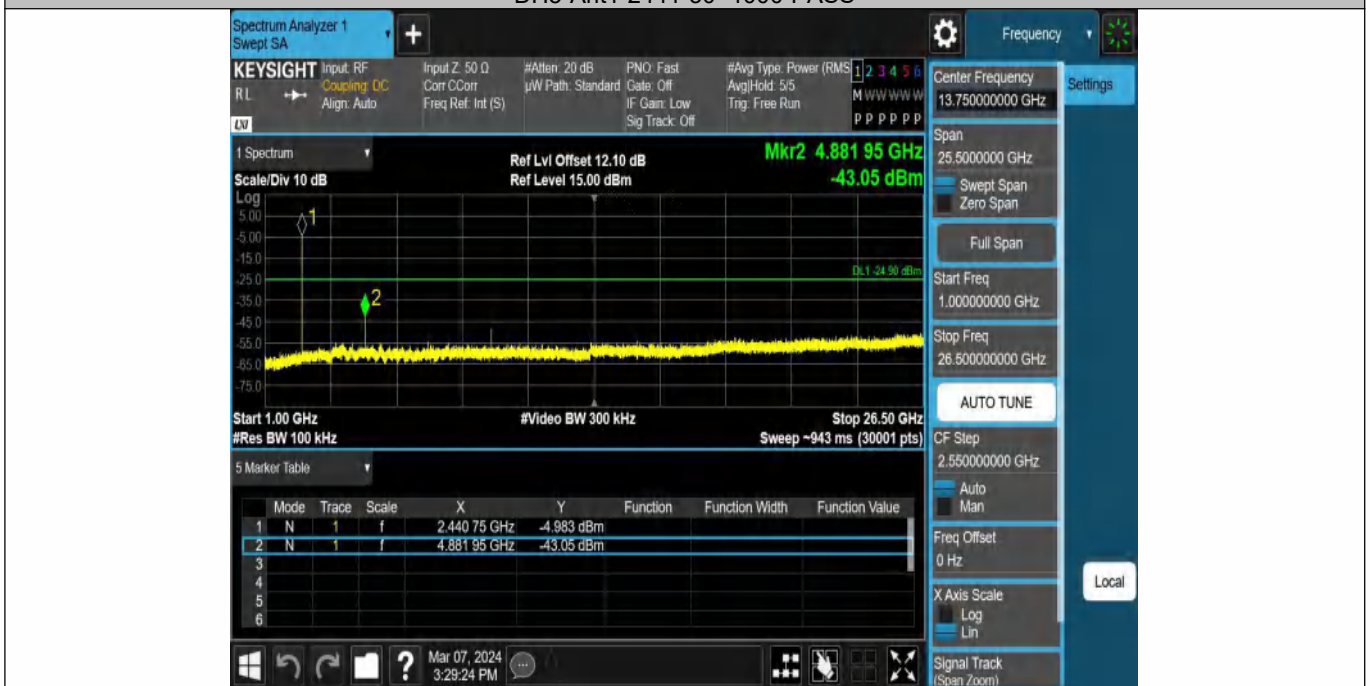 Spectrum Analyzer 1
Swept SA
+
Frequency
KEYSIGHT
RL
LXI
Input: RF
Coupling: DC
Align: Auto
Input Z: 50 Ω
Corr CCorr
Freq Ref: Int (S)
#Atten: 20 dB
µW Path: Standard
PNO: Fast
Gate: Off
IF Gain: Low
Sig Track: Off
#Avg Type: Power (RMS
Avg|Hold: 5/5
Trig: Free Run
1 2 3 4 5 6
M W W W W W
P P P P P P
Center Frequency
13.750000000 GHz
Settings
1 Spectrum
Scale/Div 10 dB
Ref Lvl Offset 12.10 dB
Ref Level 15.00 dBm
Mkr2 4.881 95 GHz
-43.05 dBm
Span
25.5000000 GHz
Swept Span
Zero Span
Full Span
Log
5.00
-5.00
-15.0
-25.0
-35.0
-45.0
-55.0
-65.0
-75.0
1
2
DL1 -24.90 dBm
Start Freq
1.000000000 GHz
Stop Freq
26.500000000 GHz
AUTO TUNE
Start 1.00 GHz
#Res BW 100 kHz
#Video BW 300 kHz
Stop 26.50 GHz
Sweep ~943 ms (30001 pts)
CF Step
2.550000000 GHz
Auto
Man
5 Marker Table
Mode Trace Scale X Y Function Function Width Function Value
1 N 1 f 2.440 75 GHz -4.983 dBm
2 N 1 f 4.881 95 GHz -43.05 dBm
3
4
5
6
Freq Offset
0 Hz
X Axis Scale
Log
Lin
Local
Signal Track
(Span Zoom)
?
Mar 07, 2024
3:29:24 PM